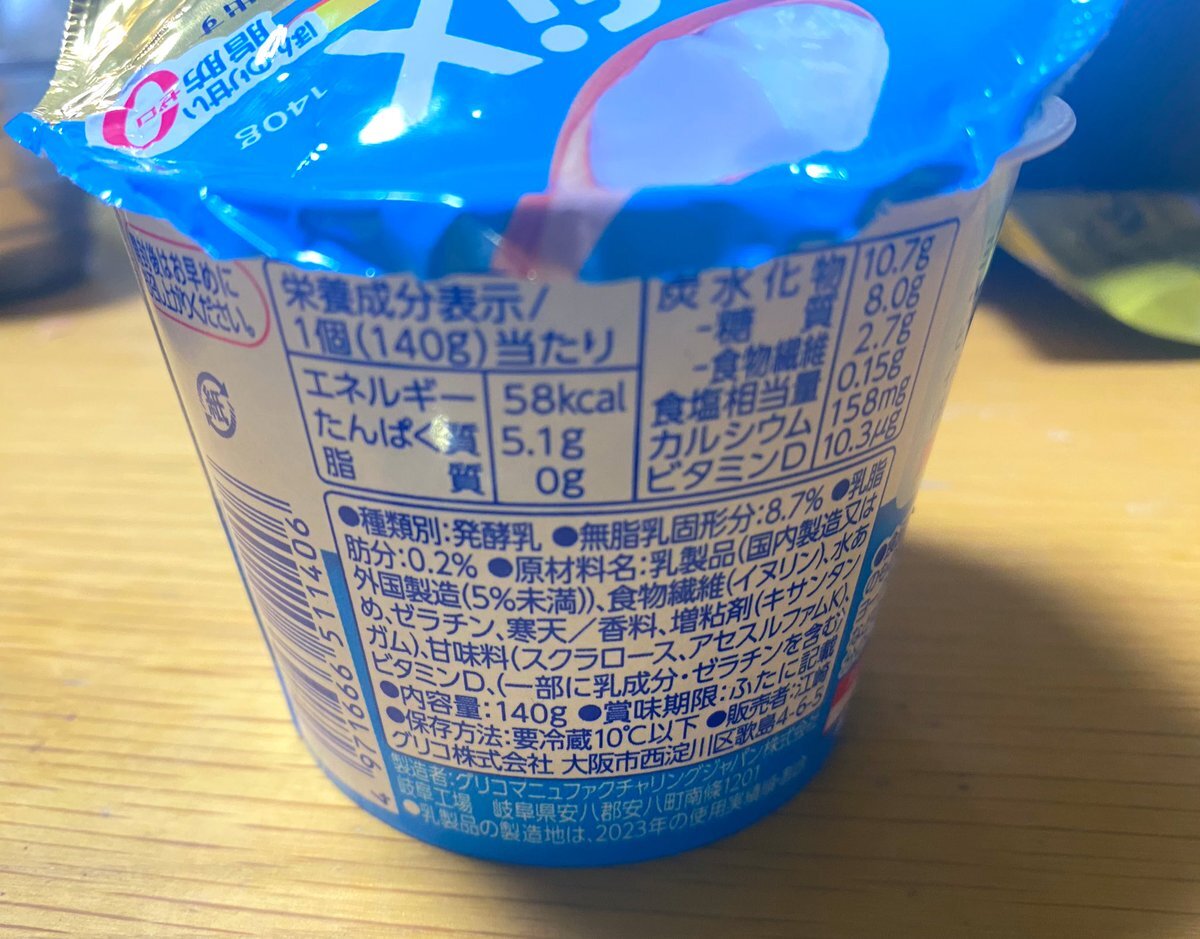 iX
ほんのり甘い
脂肪
ゼロ
0
140g
開封後はお早めに
お召し上がりください。
紙
栄養成分表示/
1個(140g)当たり
エネルギー 58kcal
たんぱく質 5.1g
脂質 0g
炭水化物 10.7g
-糖質 8.0g
-食物繊維 2.7g
食塩相当量 0.15g
カルシウム 158mg
ビタミンD 10.3μg
●種類別:発酵乳 ●無脂乳固形分:8.7% ●乳脂
肪分:0.2% ●原材料名:乳製品(国内製造又は
外国製造(5%未満))、食物繊維(イヌリン)、水あ
め、ゼラチン、寒天/香料、増粘剤(キサンタン
ガム)、甘味料(スクラロース、アセスルファムK)、
ビタミンD、(一部に乳成分・ゼラチンを含む)
●内容量:140g ●賞味期限:ふたに記載
●保存方法:要冷蔵10℃以下 ●販売者:江崎
グリコ株式会社 大阪市西淀川区歌島4-6-5
製造者:グリコマニュファクチャリングジャパン株式会社
岐阜工場 岐阜県安八郡安八町南條1201
●乳製品の製造地は、2023年の使用実績
4 971666 511406